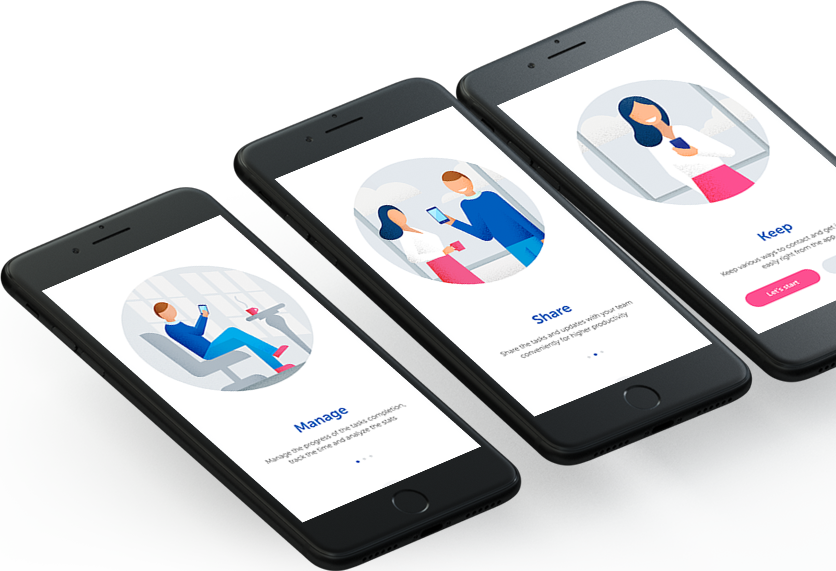 Manage
Manage the progress of the tasks completion,
track the time and analyze the stats
Share
Share the tasks and updates with your team
conveniently for higher productivity
Keep
Keep various ways to contact and get
easily right from the app
Let's start